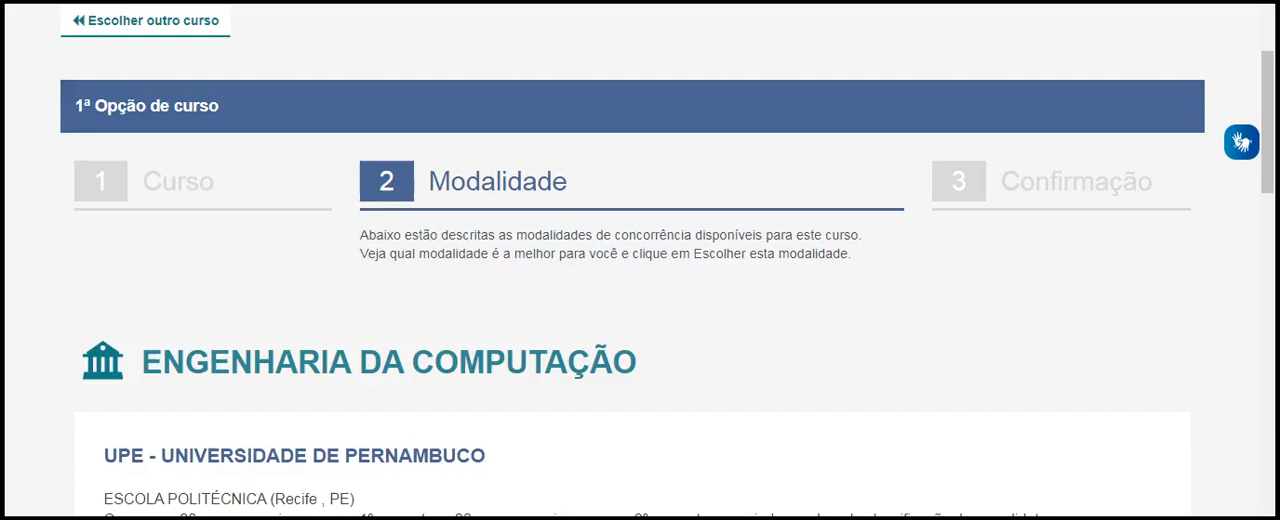 Escolher outro curso
1ª Opção de curso
1 Curso
2 Modalidade
3 Confirmação
Abaixo estão descritas as modalidades de concorrência disponíveis para este curso.
Veja qual modalidade é a melhor para você e clique em Escolher esta modalidade.
ENGENHARIA DA COMPUTAÇÃO
UPE - UNIVERSIDADE DE PERNAMBUCO
ESCOLA POLITÉCNICA (Recife , PE)